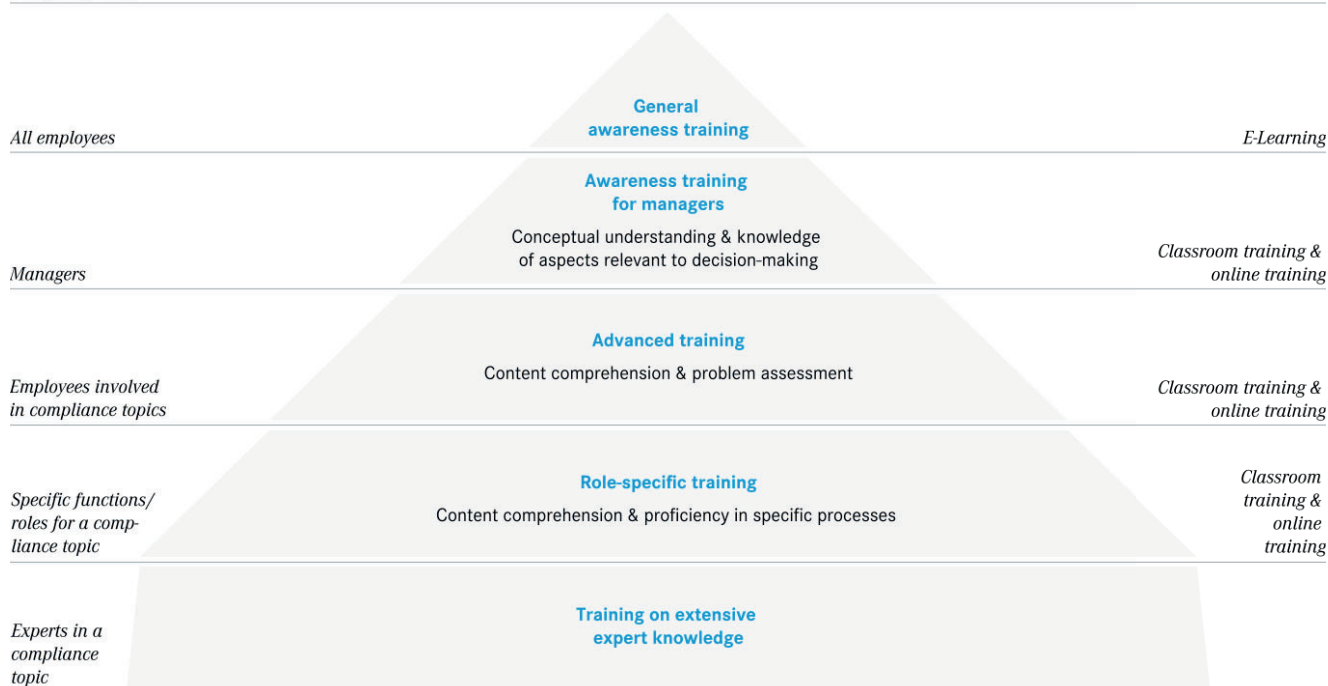 General
awareness training
All employees
E-Learning
Awareness training
for managers
Conceptual understanding & knowledge
of aspects relevant to decision-making
Managers
Classroom training &
online training
Advanced training
Content comprehension & problem assessment
Employees involved
in compliance topics
Classroom training &
online training
Role-specific training
Content comprehension & proficiency in specific processes
Specific functions/
roles for a comp-
liance topic
Classroom
training &
online
training
Training on extensive
expert knowledge
Experts in a
compliance
topic